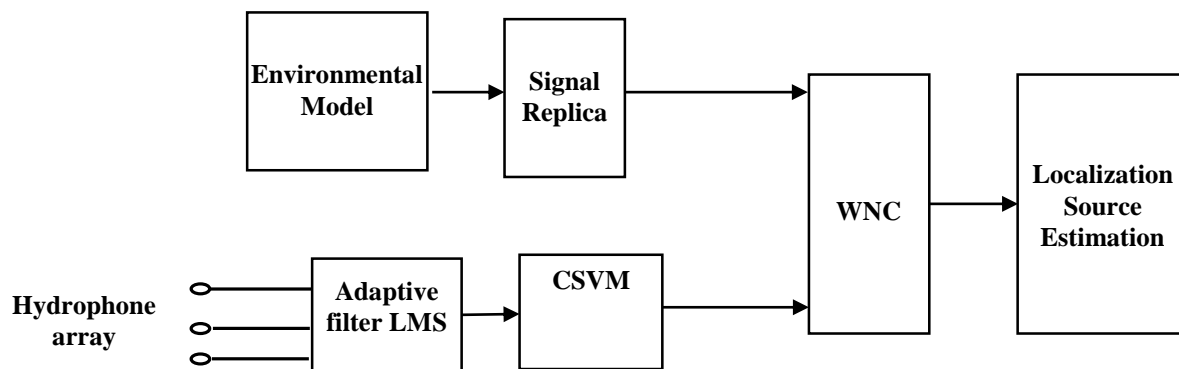 Environmental
Model
Signal
Replica
WNC
Localization
Source
Estimation
Hydrophone
array
Adaptive
filter LMS
CSVM